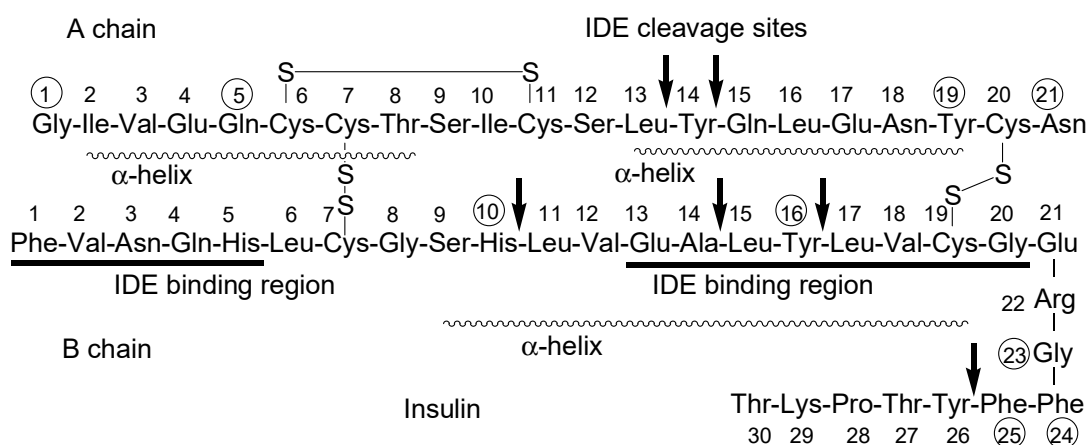 A chain IDE cleavage sites
S S
1 2 3 4 5 6 7 8 9 10 11 12 13 14 15 16 17 18 19 20 21
Gly-Ile-Val-Glu-Gln-Cys-Cys-Thr-Ser-Ile-Cys-Ser-Leu-Tyr-Gln-Leu-Glu-Asn-Tyr-Cys-Asn
α-helix S α-helix S
S S
1 2 3 4 5 6 7 8 9 10 11 12 13 14 15 16 17 18 19 20 21
Phe-Val-Asn-Gln-His-Leu-Cys-Gly-Ser-His-Leu-Val-Glu-Ala-Leu-Tyr-Leu-Val-Cys-Gly-Glu
IDE binding region IDE binding region
22 Arg
B chain α-helix
23 Gly
Insulin Thr-Lys-Pro-Thr-Tyr-Phe-Phe
30 29 28 27 26 25 24